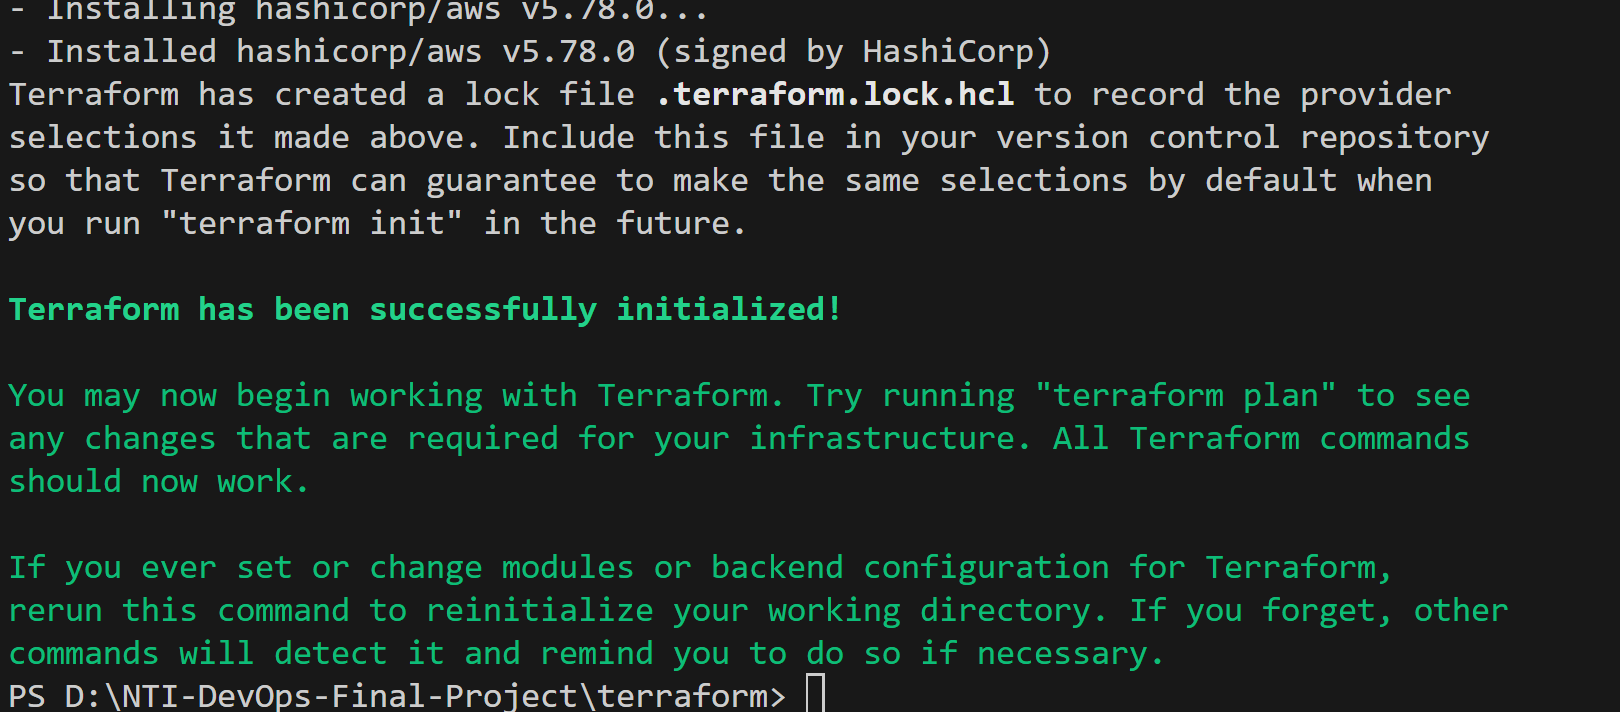 - Installing hashicorp/aws v5.78.0...
- Installed hashicorp/aws v5.78.0 (signed by HashiCorp)
Terraform has created a lock file .terraform.lock.hcl to record the provider
selections it made above. Include this file in your version control repository
so that Terraform can guarantee to make the same selections by default when
you run "terraform init" in the future.
Terraform has been successfully initialized!
You may now begin working with Terraform. Try running "terraform plan" to see
any changes that are required for your infrastructure. All Terraform commands
should now work.
If you ever set or change modules or backend configuration for Terraform,
rerun this command to reinitialize your working directory. If you forget, other
commands will detect it and remind you to do so if necessary.
PS D:\NTI-DevOps-Final-Project\terraform>